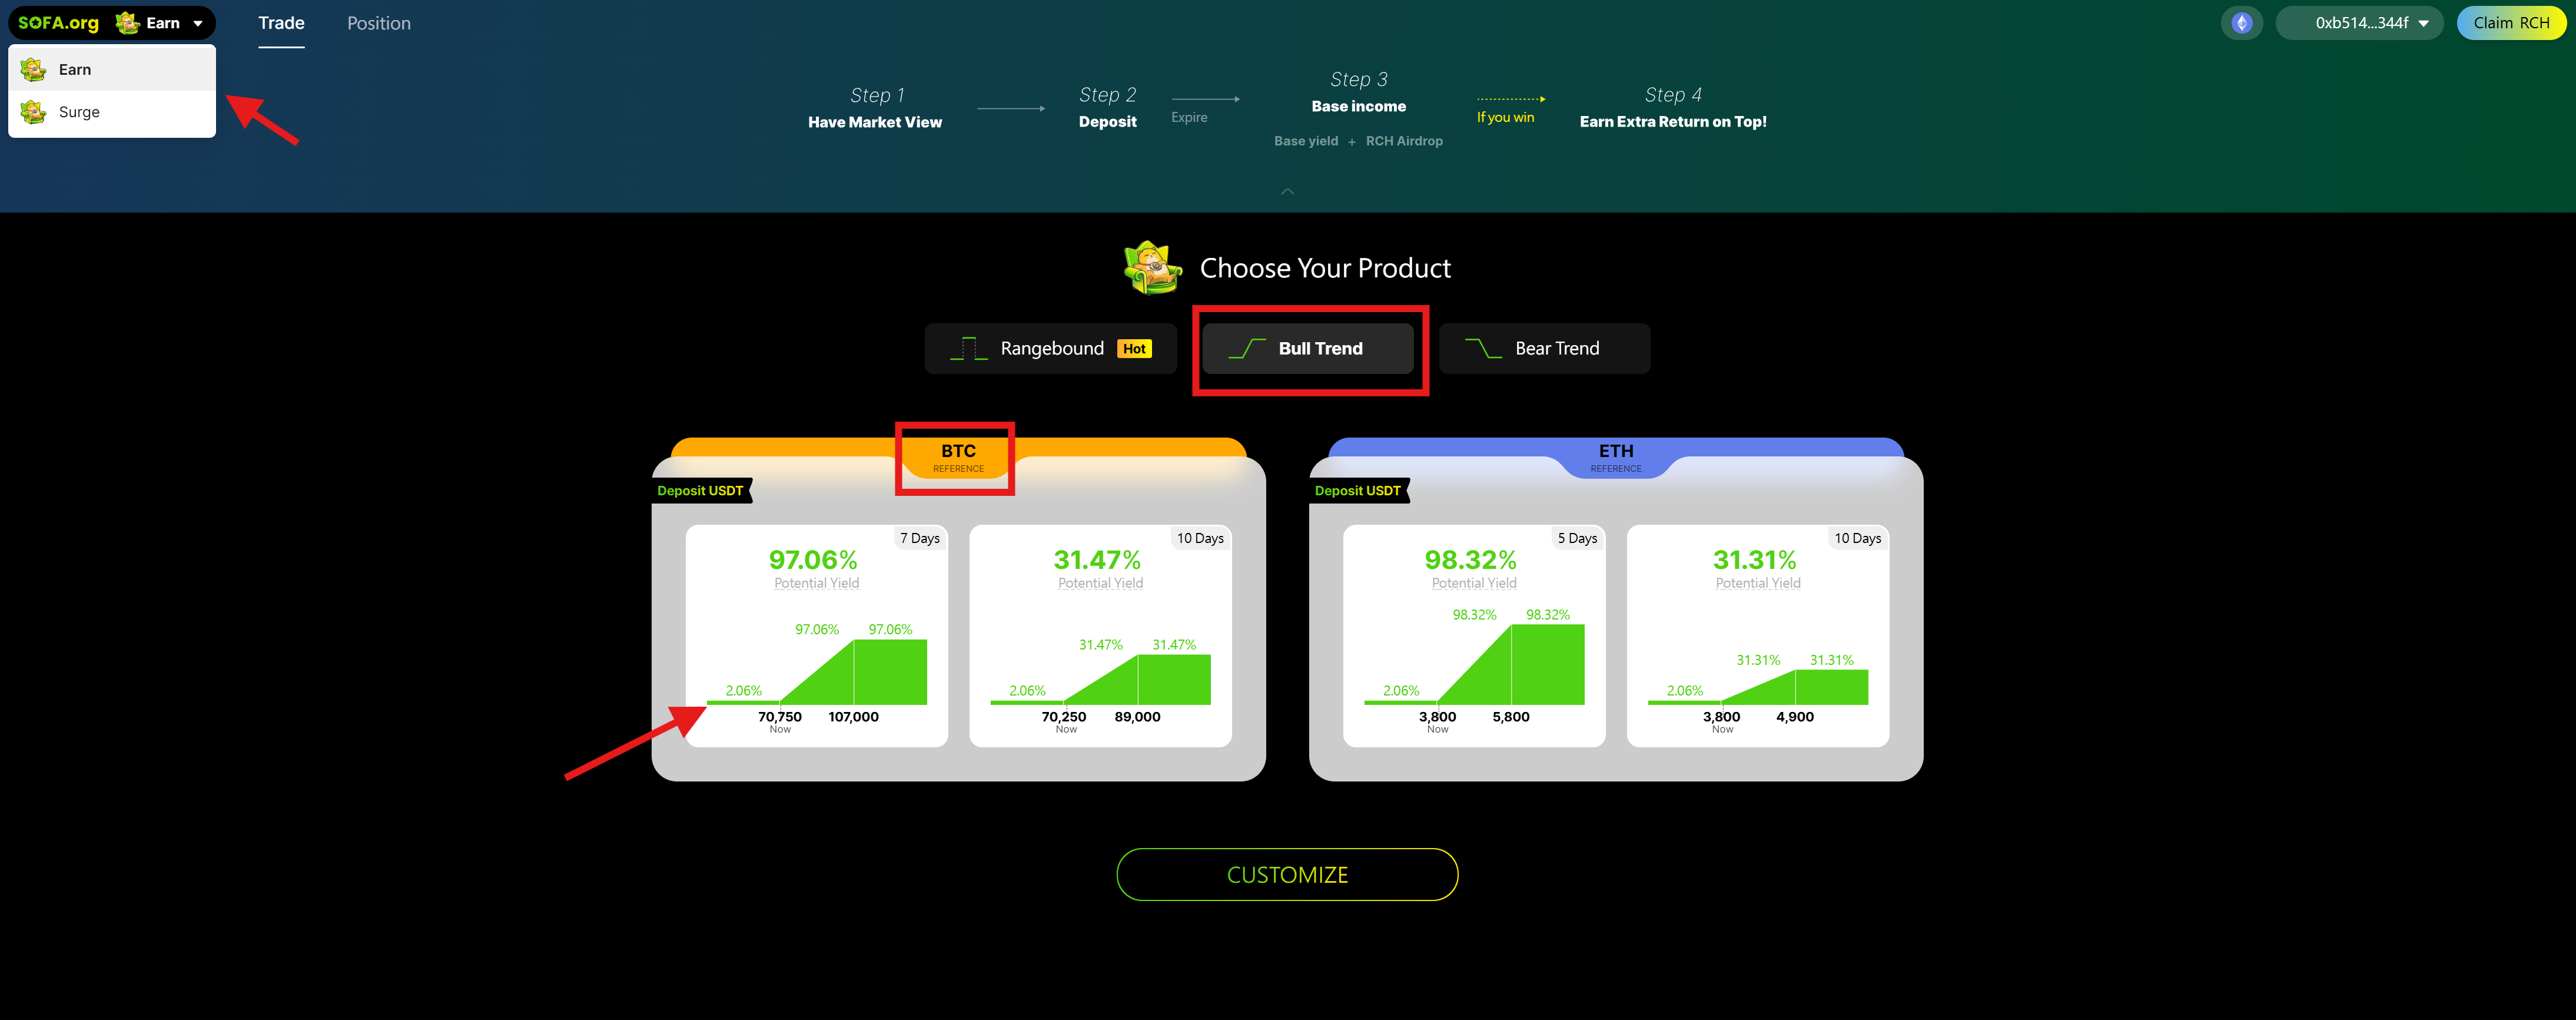 SOFA.org Earn
Trade
Position
0xb514...344f
Claim RCH
Earn
Surge
Step 1
Have Market View
Step 2
Deposit
Expire
Step 3
Base income
Base yield + RCH Airdrop
If you win
Step 4
Earn Extra Return on Top!
Choose Your Product
Rangebound Hot
Bull Trend
Bear Trend
BTC
REFERENCE
Deposit USDT
7 Days
97.06%
Potential Yield
97.06% 97.06%
2.06%
70,750 107,000
Now
10 Days
31.47%
Potential Yield
31.47% 31.47%
2.06%
70,250 89,000
Now
ETH
REFERENCE
Deposit USDT
5 Days
98.32%
Potential Yield
98.32% 98.32%
2.06%
3,800 5,800
Now
10 Days
31.31%
Potential Yield
31.31% 31.31%
2.06%
3,800 4,900
Now
CUSTOMIZE